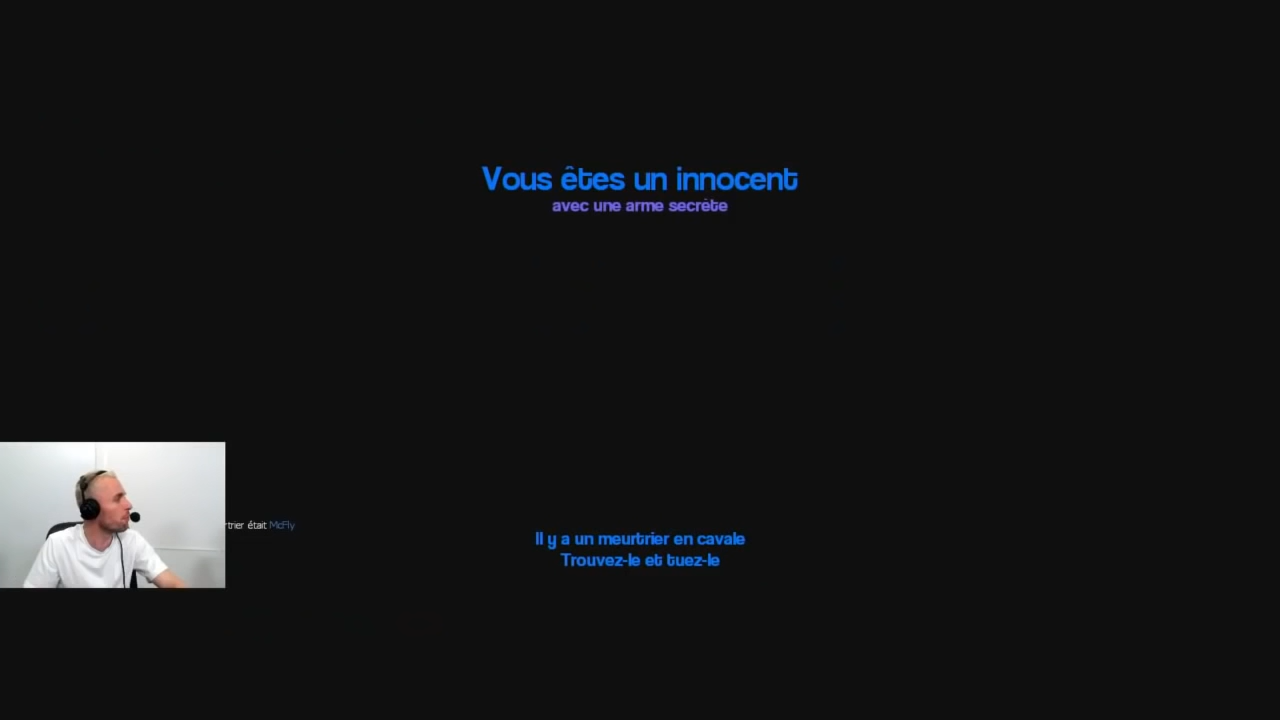 Vous êtes un innocent
avec une arme secrète
rtrier était McFly
Il y a un meurtrier en cavale
Trouvez-le et tuez-le